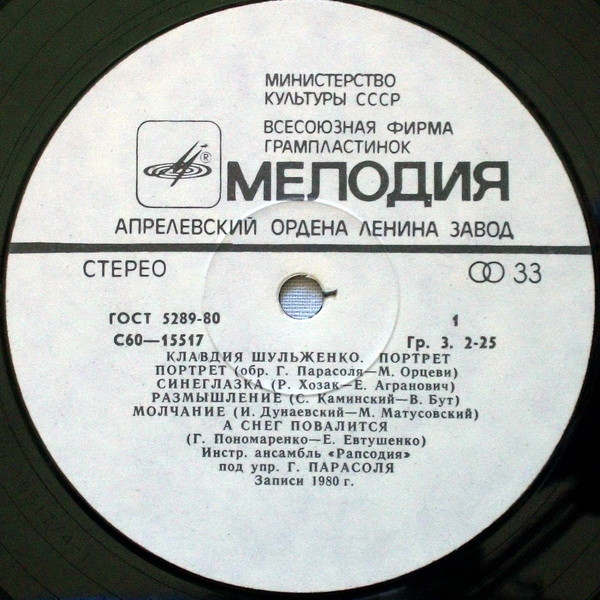 МИНИСТЕРСТВО
КУЛЬТУРЫ СССР
ВСЕСОЮЗНАЯ ФИРМА
ГРАМПЛАСТИНОК
®
МЕЛОДИЯ
АПРЕЛЕВСКИЙ ОРДЕНА ЛЕНИНА ЗАВОД
СТЕРЕО 33
ГОСТ 5289-80 1
С60—15517 Гр. 3. 2-25
КЛАВДИЯ ШУЛЬЖЕНКО. ПОРТРЕТ
ПОРТРЕТ (обр. Г. Парасоля—М. Орцеви)
СИНЕГЛАЗКА (Р. Хозак—Е. Агранович)
РАЗМЫШЛЕНИЕ (С. Каминский—В. Бут)
МОЛЧАНИЕ (И. Дунаевский—М. Матусовский)
А СНЕГ ПОВАЛИТСЯ
(Г. Пономаренко—Е. Евтушенко)
Инстр. ансамбль «Рапсодия»
под упр. Г. ПАРАСОЛЯ
Записи 1980 г.